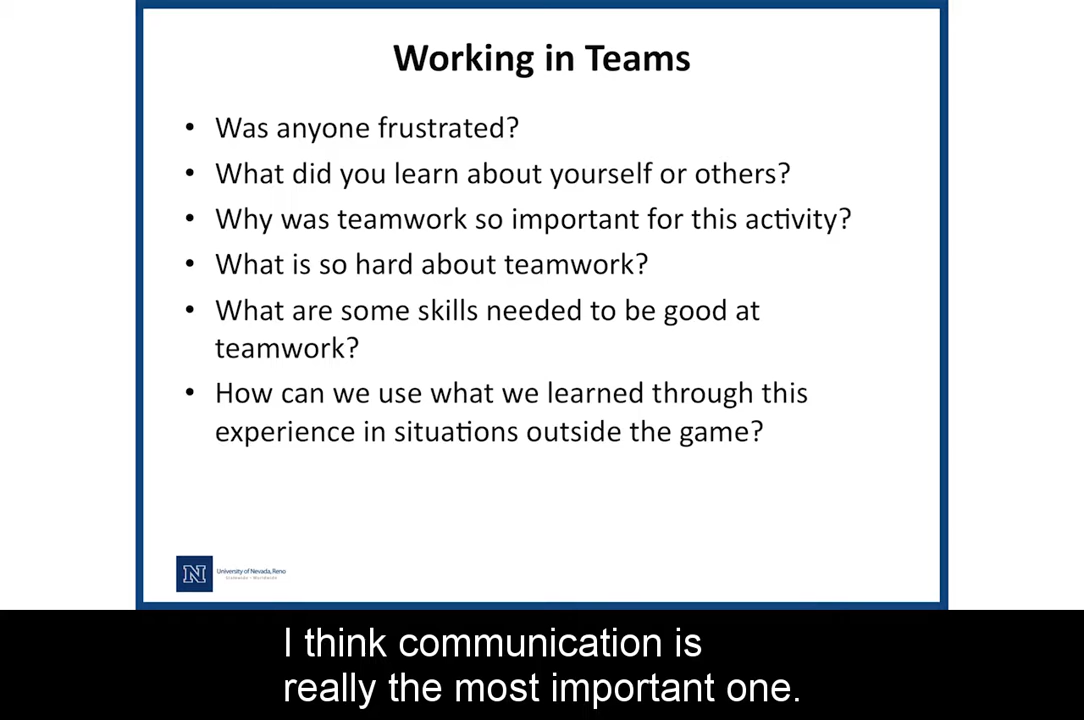 Working in Teams
• Was anyone frustrated?
• What did you learn about yourself or others?
• Why was teamwork so important for this activity?
• What is so hard about teamwork?
• What are some skills needed to be good at
teamwork?
• How can we use what we learned through this
experience in situations outside the game?
N
University of Nevada, Reno
Statewide • Worldwide
I think communication is
really the most important one.